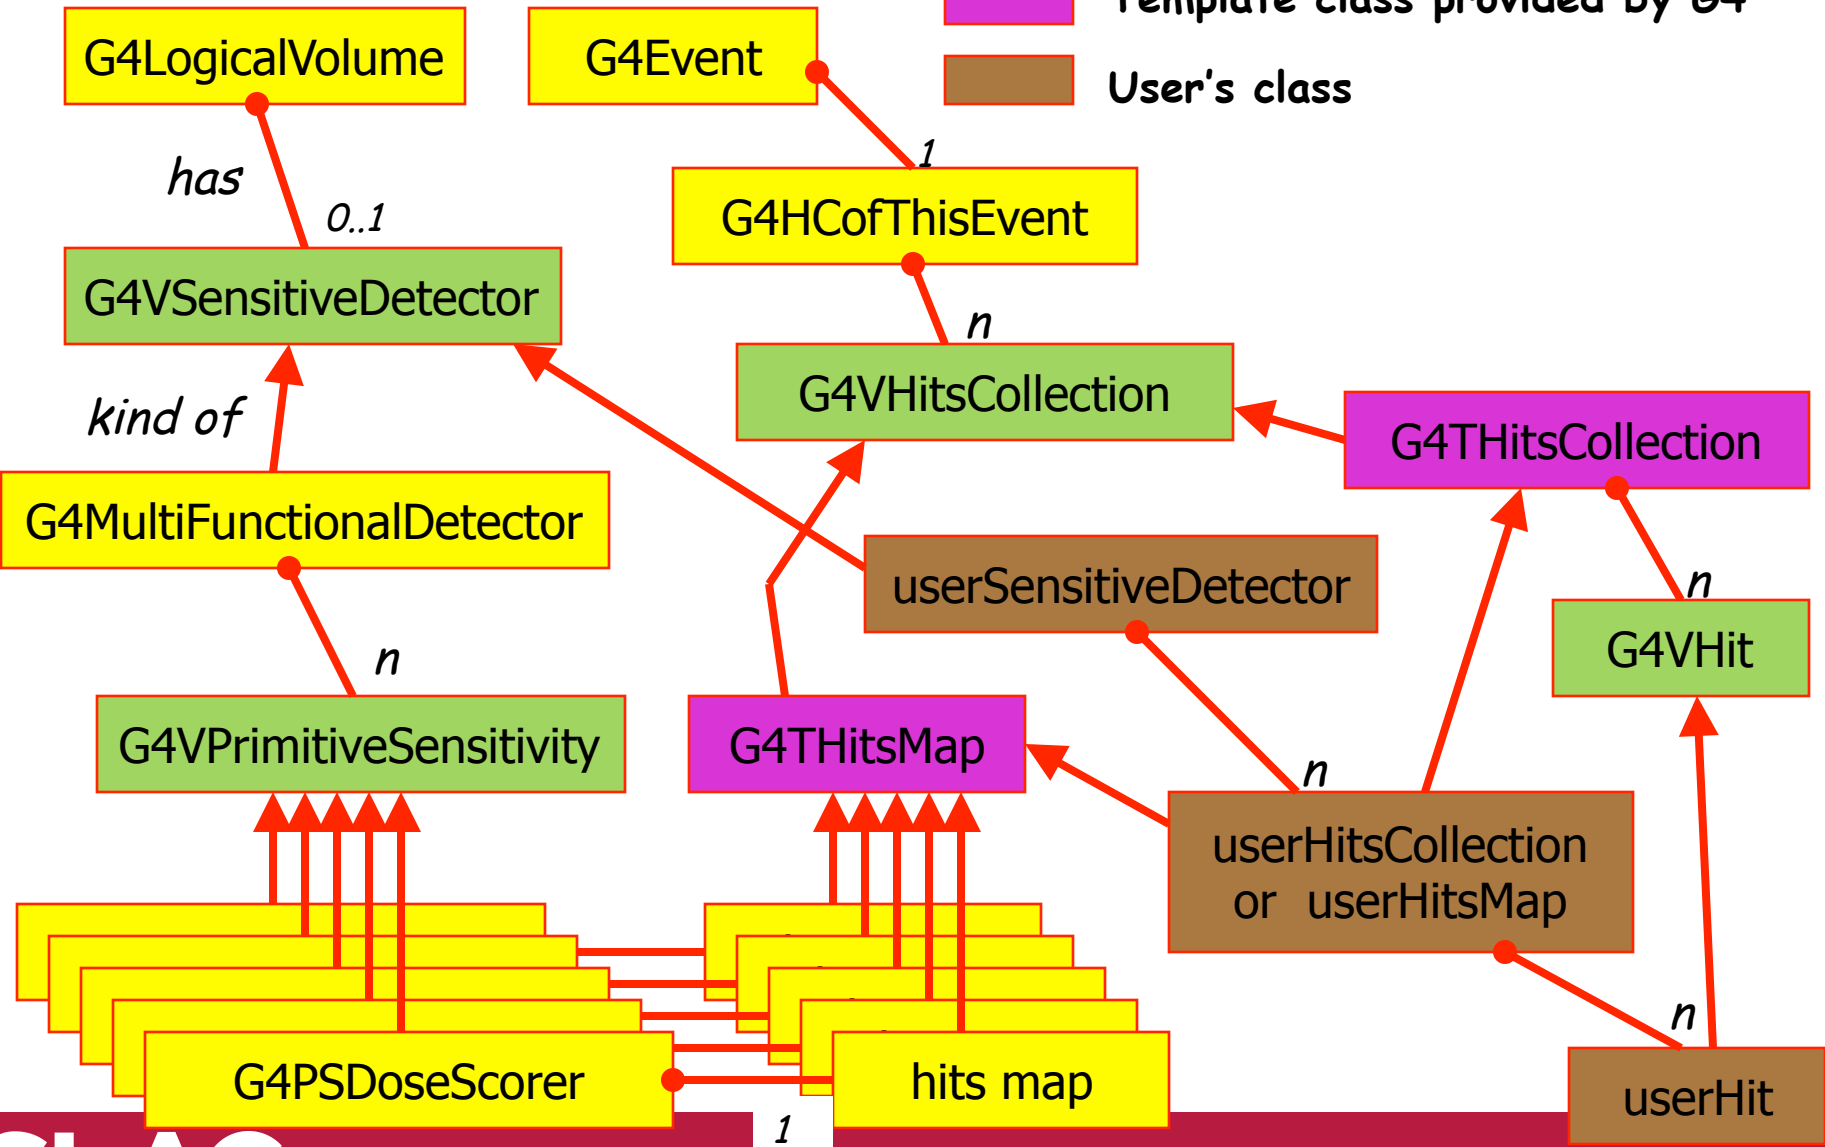 Template class provided by G4
G4LogicalVolume
G4Event
User's class
1
has
0..1
G4HCofThisEvent
G4VSensitiveDetector
n
G4VHitsCollection
kind of
G4THitsCollection
G4MultiFunctionalDetector
userSensitiveDetector
n
G4VHit
n
G4VPrimitiveSensitivity
G4THitsMap
n
userHitsCollection
or userHitsMap
n
G4PSDoseScorer
hits map
userHit
1